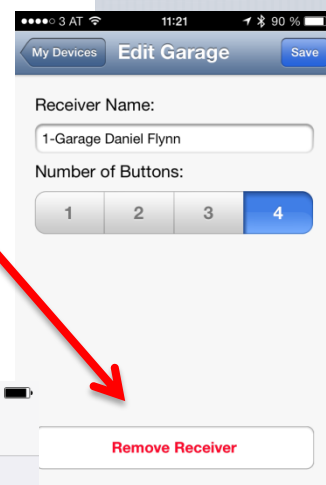 3 AT 11:21 90 %
My Devices Edit Garage Save
Receiver Name:
1-Garage Daniel Flynn
Number of Buttons:
1 2 3 4
Remove Receiver